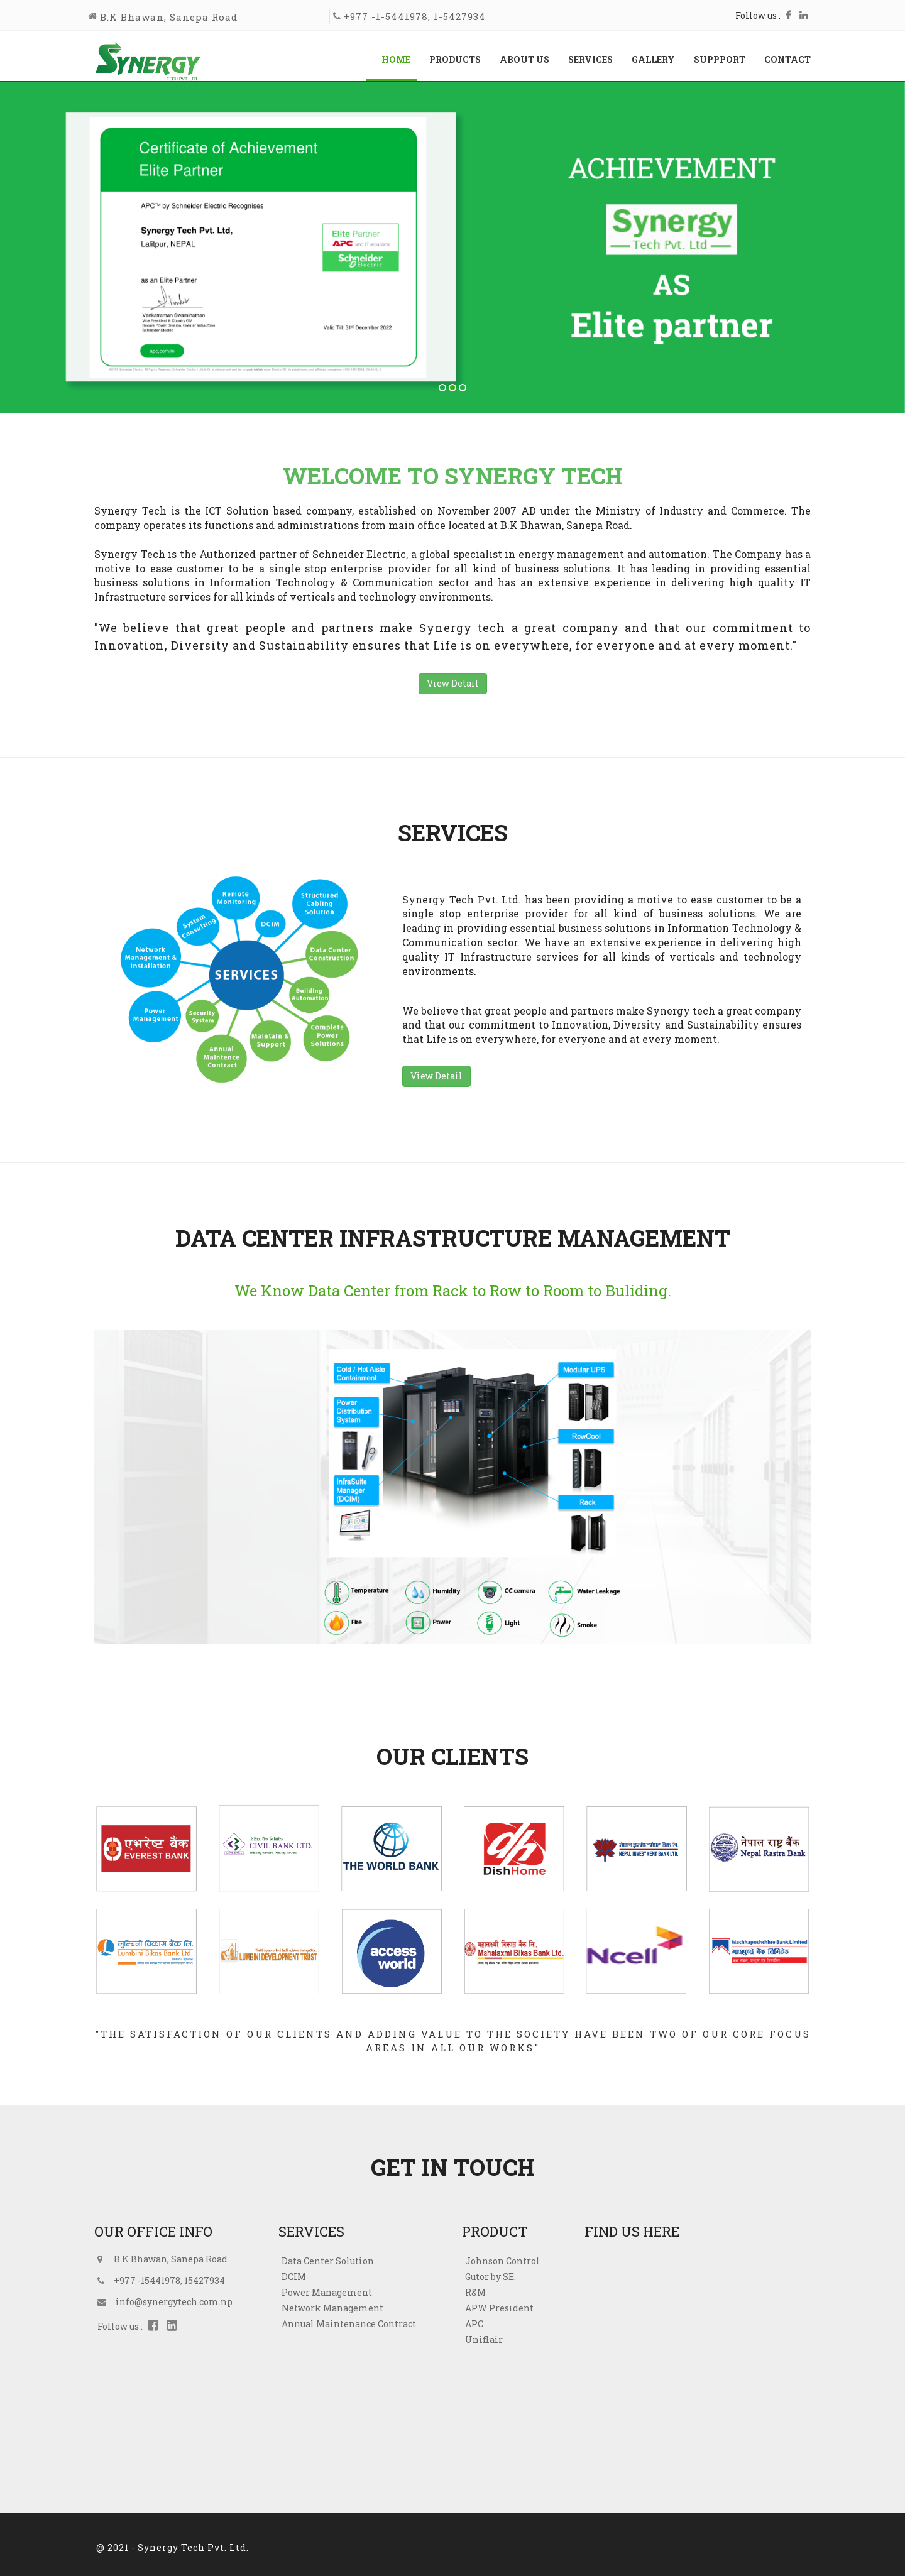 B.K Bhawan, Sanepa Road
+977 -1-5441978, 1-5427934
Follow us :
SYNERGY
TECH PVT. LTD.
HOME PRODUCTS ABOUT US SERVICES GALLERY SUPPPORT CONTACT
Certificate of Achievement
Elite Partner
APC™ by Schneider Electric Recognises
Synergy Tech Pvt. Ltd,
Lalitpur, NEPAL
Elite Partner
APC and IT solutions
Schneider Electric
as an Elite Partner
Venkatraman Swaminathan
Vice President & Country GM
Secure Power Division, Greater India Zone
Schneider Electric
Valid Till: 31st December 2022
apc.com/in
ACHIEVEMENT
Synergy
Tech Pvt. Ltd
AS
Elite partner
WELCOME TO SYNERGY TECH
Synergy Tech is the ICT Solution based company, established on November 2007 AD under the Ministry of Industry and Commerce. The
company operates its functions and administrations from main office located at B.K Bhawan, Sanepa Road.
Synergy Tech is the Authorized partner of Schneider Electric, a global specialist in energy management and automation. The Company has a
motive to ease customer to be a single stop enterprise provider for all kind of business solutions. It has leading in providing essential
business solutions in Information Technology & Communication sector and has an extensive experience in delivering high quality IT
Infrastructure services for all kinds of verticals and technology environments.
"We believe that great people and partners make Synergy tech a great company and that our commitment to
Innovation, Diversity and Sustainability ensures that Life is on everywhere, for everyone and at every moment."
View Detail
SERVICES
Remote
Monitoring
Structured
Cabling
Solution
System
Consulting
DCIM
Network
Management &
Installation
Data Center
Construction
SERVICES
Building
Automation
Power
Management
Security
System
Complete
Power
Solutions
Maintain &
Support
Annual
Maintence
Contract
Synergy Tech Pvt. Ltd. has been providing a motive to ease customer to be a
single stop enterprise provider for all kind of business solutions. We are
leading in providing essential business solutions in Information Technology &
Communication sector. We have an extensive experience in delivering high
quality IT Infrastructure services for all kinds of verticals and technology
environments.
We believe that great people and partners make Synergy tech a great company
and that our commitment to Innovation, Diversity and Sustainability ensures
that Life is on everywhere, for everyone and at every moment.
View Detail
DATA CENTER INFRASTRUCTURE MANAGEMENT
We Know Data Center from Rack to Row to Room to Buliding.
Cold / Hot Aisle
Containment
Modular UPS
Power
Distribution
System
RowCool
InfraSuite
Manager
(DCIM)
Rack
Temperature Humidity CC cemera Water Leakage
Fire Power Light Smoke
OUR CLIENTS
एभरेष्ट बैंक
EVEREST BANK
CIVIL BANK LTD.
THE WORLD BANK
dh
DishHome
NEPAL INVESTMENT BANK LTD.
नेपाल राष्ट्र बैंक
Nepal Rastra Bank
लुम्बिनी विकास बैंक लि.
Lumbini Bikas Bank Ltd.
LUMBINI DEVELOPMENT TRUST
access
world
महालक्ष्मी विकास बैंक लि.
Mahalaxmi Bikas Bank Ltd.
Ncell
Machhapuchchhre Bank Limited
माछापुच्छ्रे बैंक लिमिटेड
"THE SATISFACTION OF OUR CLIENTS AND ADDING VALUE TO THE SOCIETY HAVE BEEN TWO OF OUR CORE FOCUS
AREAS IN ALL OUR WORKS"
GET IN TOUCH
OUR OFFICE INFO
B.K Bhawan, Sanepa Road
+977 -15441978, 15427934
info@synergytech.com.np
Follow us :
SERVICES
Data Center Solution
DCIM
Power Management
Network Management
Annual Maintenance Contract
PRODUCT
Johnson Control
Gutor by SE.
R&M
APW President
APC
Uniflair
FIND US HERE
@ 2021 - Synergy Tech Pvt. Ltd.